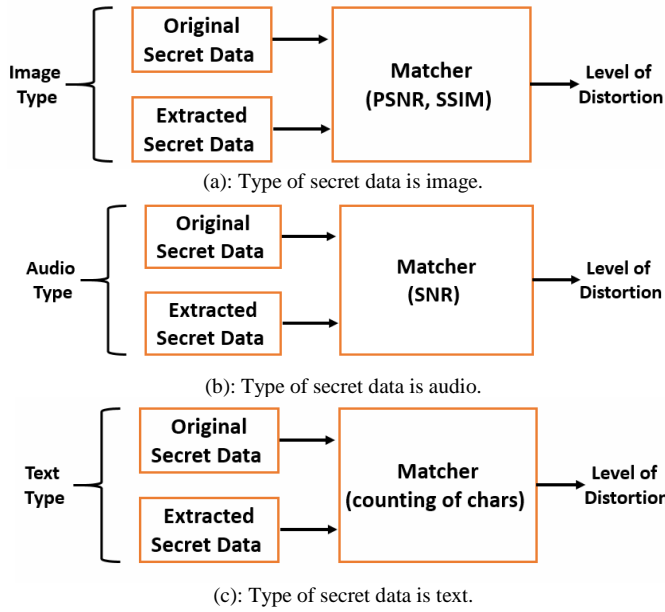 Image
Type
Original
Secret Data
Extracted
Secret Data
Matcher
(PSNR, SSIM)
Level of
Distortion
(a): Type of secret data is image.
Audio
Type
Original
Secret Data
Extracted
Secret Data
Matcher
(SNR)
Level of
Distortion
(b): Type of secret data is audio.
Text
Type
Original
Secret Data
Extracted
Secret Data
Matcher
(counting of chars)
Level of
Distortion
(c): Type of secret data is text.